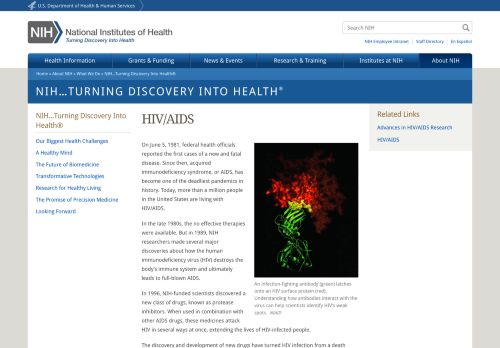 U.S. Department of Health & Human Services
NIH National Institutes of Health
Turning Discovery Into Health
Search NIH
NIH Employee Intranet | Staff Directory | En Español
Health Information Grants & Funding News & Events Research & Training Institutes at NIH About NIH
Home » About NIH » What We Do » NIH...Turning Discovery Into Health®
NIH...TURNING DISCOVERY INTO HEALTH®
NIH...Turning Discovery Into
Health®
Our Biggest Health Challenges
A Healthy Mind
The Future of Biomedicine
Transformative Technologies
Research for Healthy Living
The Promise of Precision Medicine
Looking Forward
HIV/AIDS
On June 5, 1981, federal health officials
reported the first cases of a new and fatal
disease. Since then, acquired
immunodeficiency syndrome, or AIDS, has
become one of the deadliest pandemics in
history. Today, more than a million people
in the United States are living with
HIV/AIDS.
In the late 1980s, the no effective therapies
were available. But in 1989, NIH
researchers made several major
discoveries about how the human
immunodeficiency virus (HIV) destroys the
body's immune system and ultimately
leads to full-blown AIDS.
In 1996, NIH-funded scientists discovered a
new class of drugs, known as protease
inhibitors. When used in combination with
other AIDS drugs, these medicines attack
HIV in several ways at once, extending the lives of HIV-infected people.
The discovery and development of new drugs have turned HIV infection from a death
An infection-fighting antibody (green) latches
onto an HIV surface protein (red).
Understanding how antibodies interact with the
virus can help scientists identify HIV's weak
spots. NIAID
Related Links
Advances in HIV/AIDS Research
HIV/AIDS